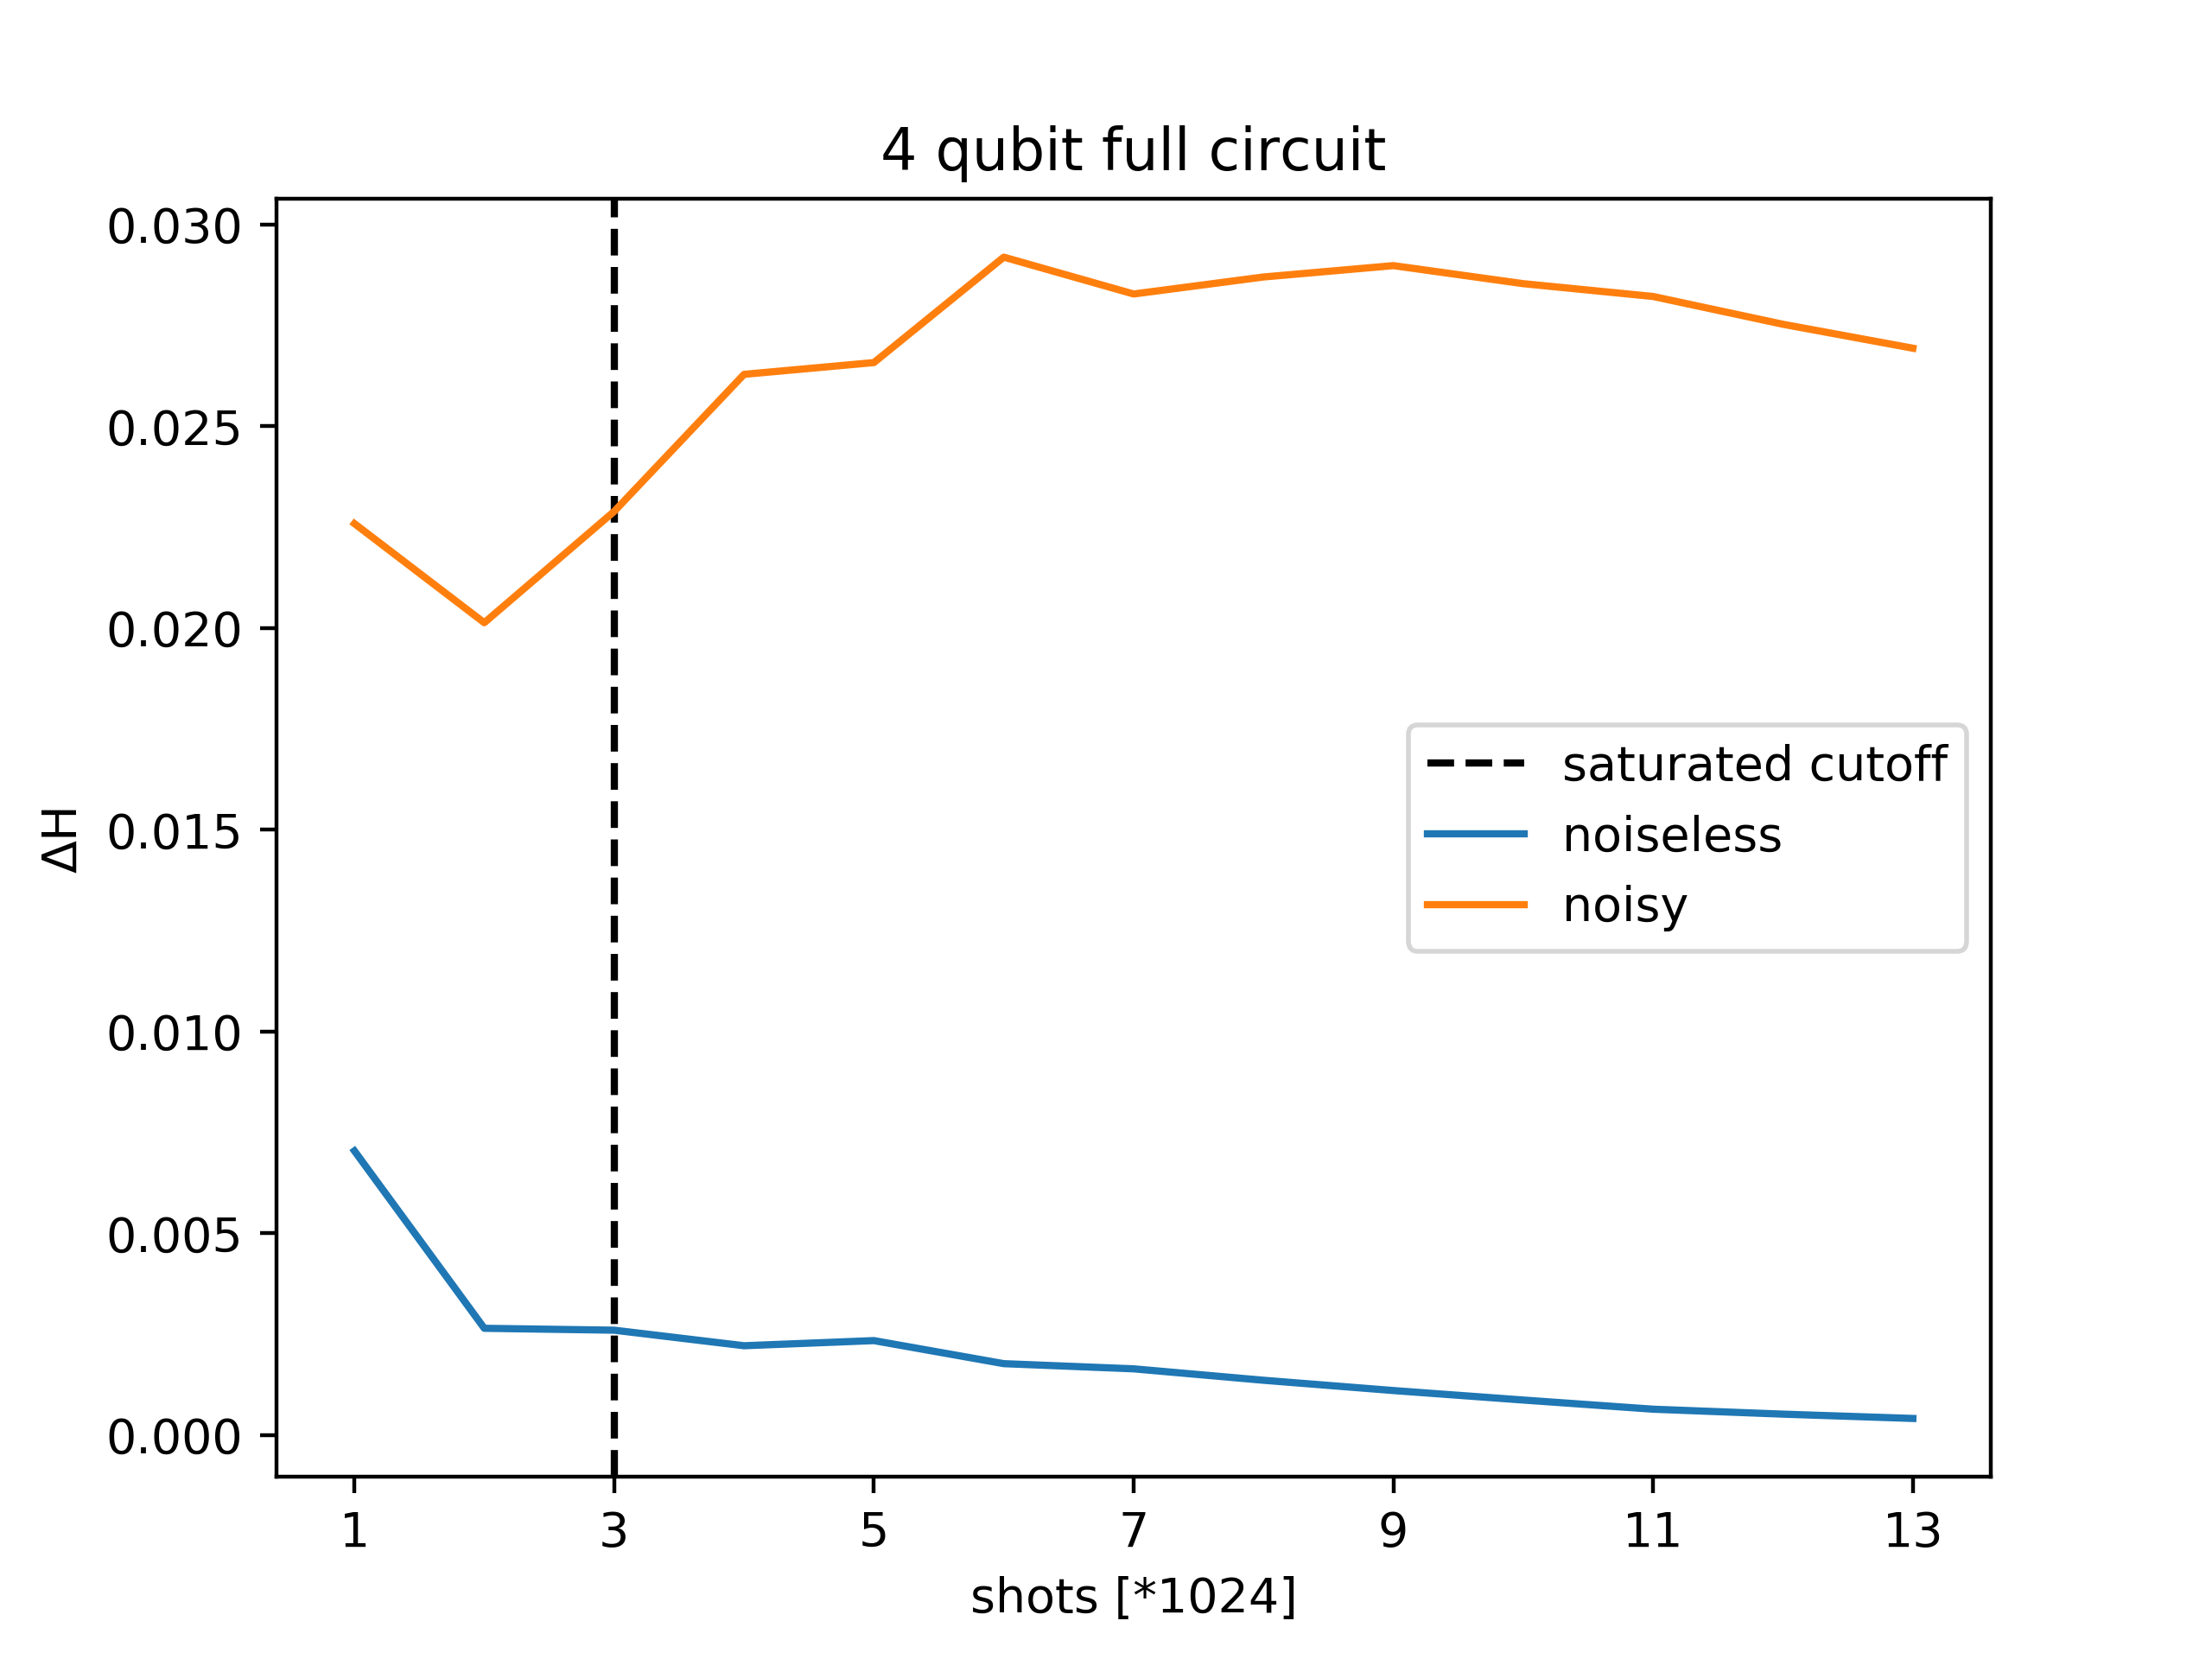 4 qubit full circuit
0.030
0.025
0.020
0.015
0.010
0.005
0.000
ΔH
saturated cutoff
noiseless
noisy
1 3 5 7 9 11 13
shots [*1024]